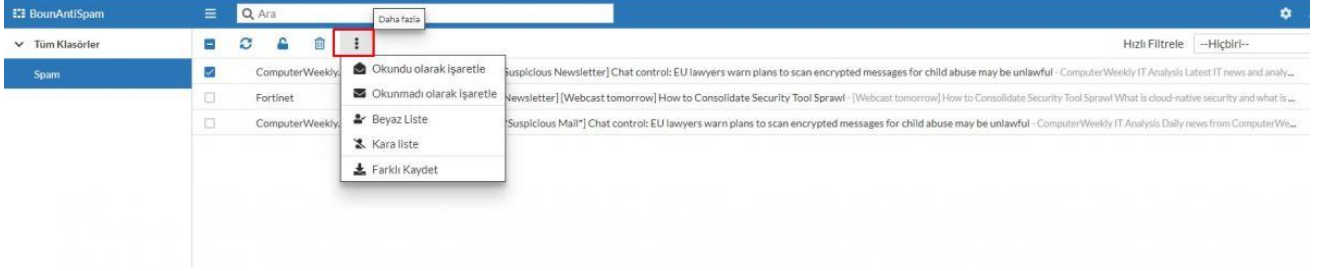 BounAntiSpam
Ara
Daha fazla
Tüm Klasörler
Hızlı Filtrele --Hiçbiri--
Spam
ComputerWeekly. Suspicious Newsletter] Chat control: EU lawyers warn plans to scan encrypted messages for child abuse may be unlawful - ComputerWeekly IT Analysis Latest IT news and analy...
Fortinet Newsletter] [Webcast tomorrow] How to Consolidate Security Tool Sprawl - [Webcast tomorrow] How to Consolidate Security Tool Sprawl What is cloud-native security and what is ...
ComputerWeekly. *Suspicious Mail*] Chat control: EU lawyers warn plans to scan encrypted messages for child abuse may be unlawful - ComputerWeekly IT Analysis Daily news from ComputerWe...
Okundu olarak işaretle
Okunmadı olarak işaretle
Beyaz Liste
Kara liste
Farklı Kaydet